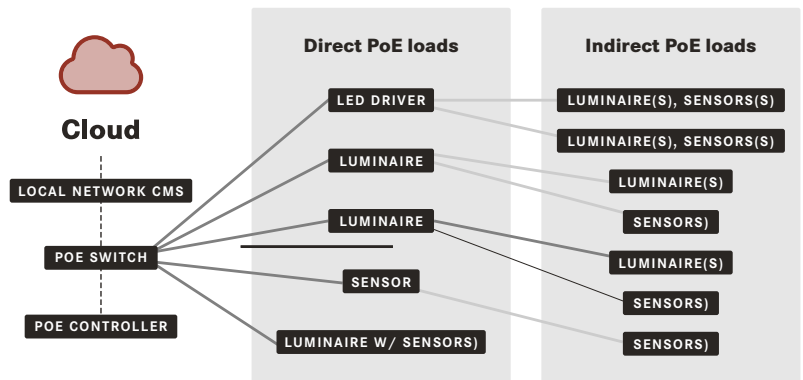 Cloud
LOCAL NETWORK CMS
POE SWITCH
POE CONTROLLER
Direct PoE loads
LED DRIVER
LUMINAIRE
LUMINAIRE
SENSOR
LUMINAIRE W/ SENSORS)
Indirect PoE loads
LUMINAIRE(S), SENSORS(S)
LUMINAIRE(S), SENSORS(S)
LUMINAIRE(S)
SENSORS)
LUMINAIRE(S)
SENSORS)
SENSORS)